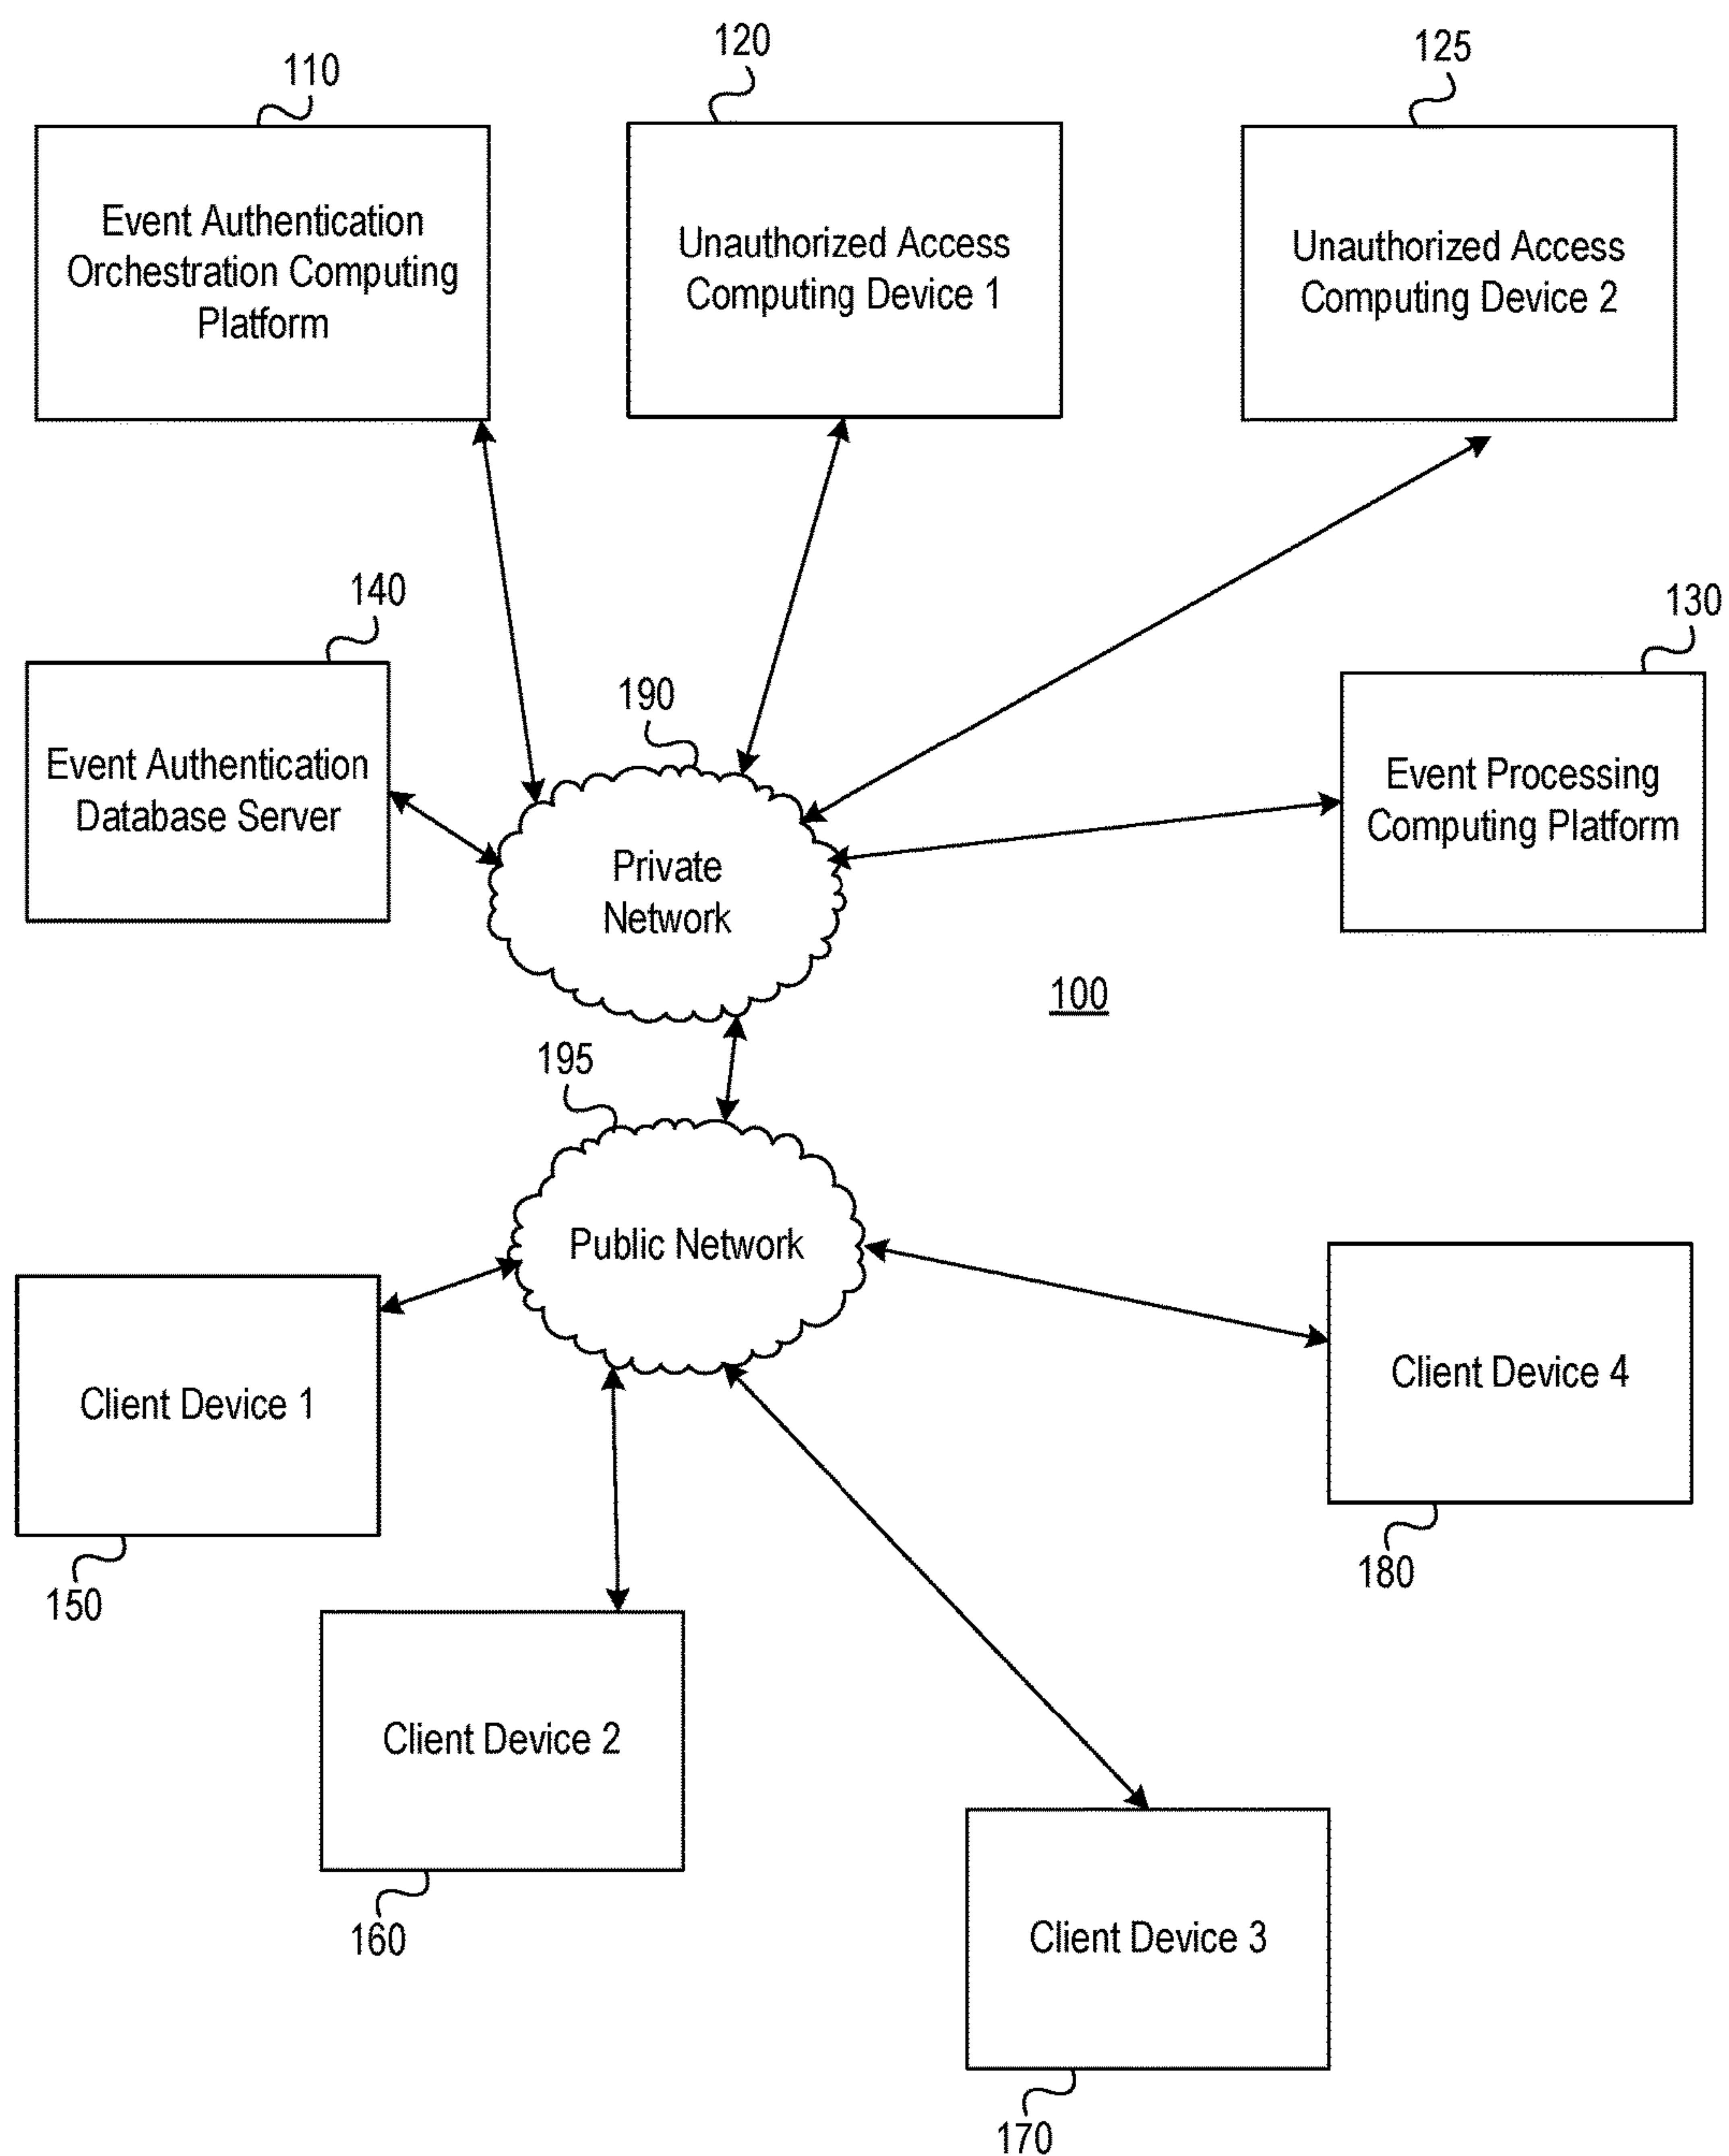 110
120
125
Event Authentication
Orchestration Computing
Platform
Unauthorized Access
Computing Device 1
Unauthorized Access
Computing Device 2
140
190
130
Event Authentication
Database Server
Private
Network
Event Processing
Computing Platform
100
195
Public Network
Client Device 1
Client Device 4
150
180
Client Device 2
160
Client Device 3
170